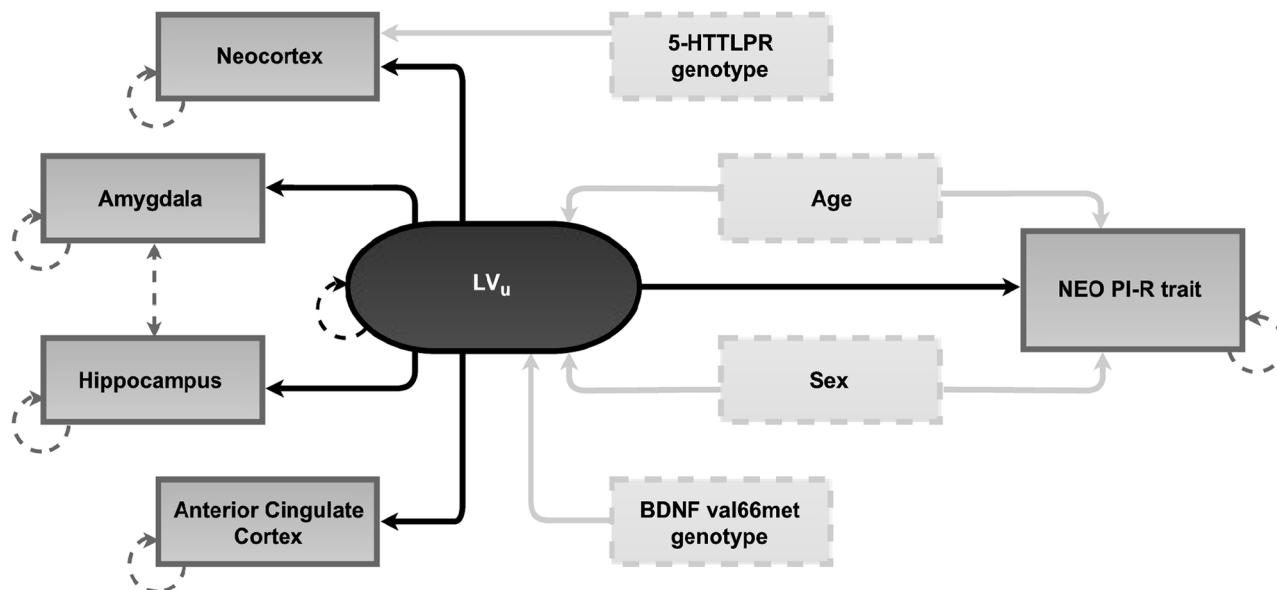 Neocortex
5-HTTLPR
genotype
Amygdala
Age
LVu
NEO PI-R trait
Hippocampus
Sex
Anterior Cingulate
Cortex
BDNF val66met
genotype